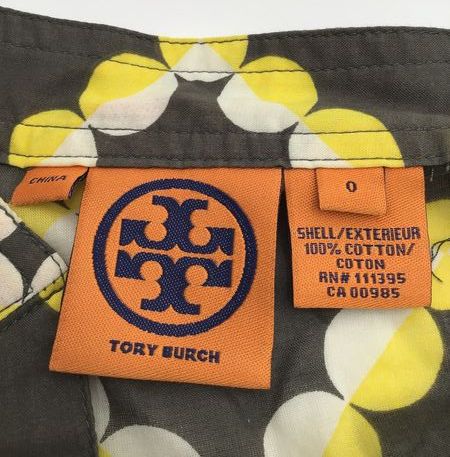 CHINA
TORY BURCH
0
SHELL/EXTERIEUR
100% COTTON/
COTON
RN# 111395
CA 00985